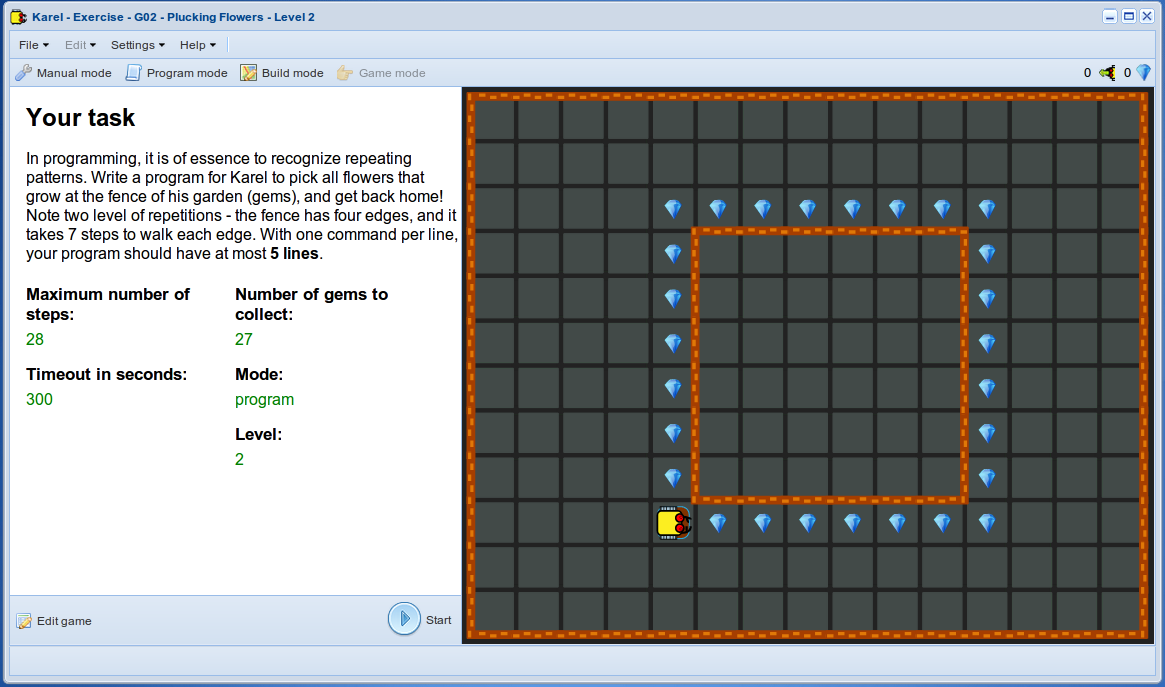 Karel - Exercise - G02 - Plucking Flowers - Level 2
File Edit Settings Help
Manual mode Program mode Build mode Game mode 0 0
Your task
In programming, it is of essence to recognize repeating
patterns. Write a program for Karel to pick all flowers that
grow at the fence of his garden (gems), and get back home!
Note two level of repetitions - the fence has four edges, and it
takes 7 steps to walk each edge. With one command per line,
your program should have at most 5 lines.
Maximum number of
steps:
28
Number of gems to
collect:
27
Timeout in seconds:
300
Mode:
program
Level:
2
Edit game Start